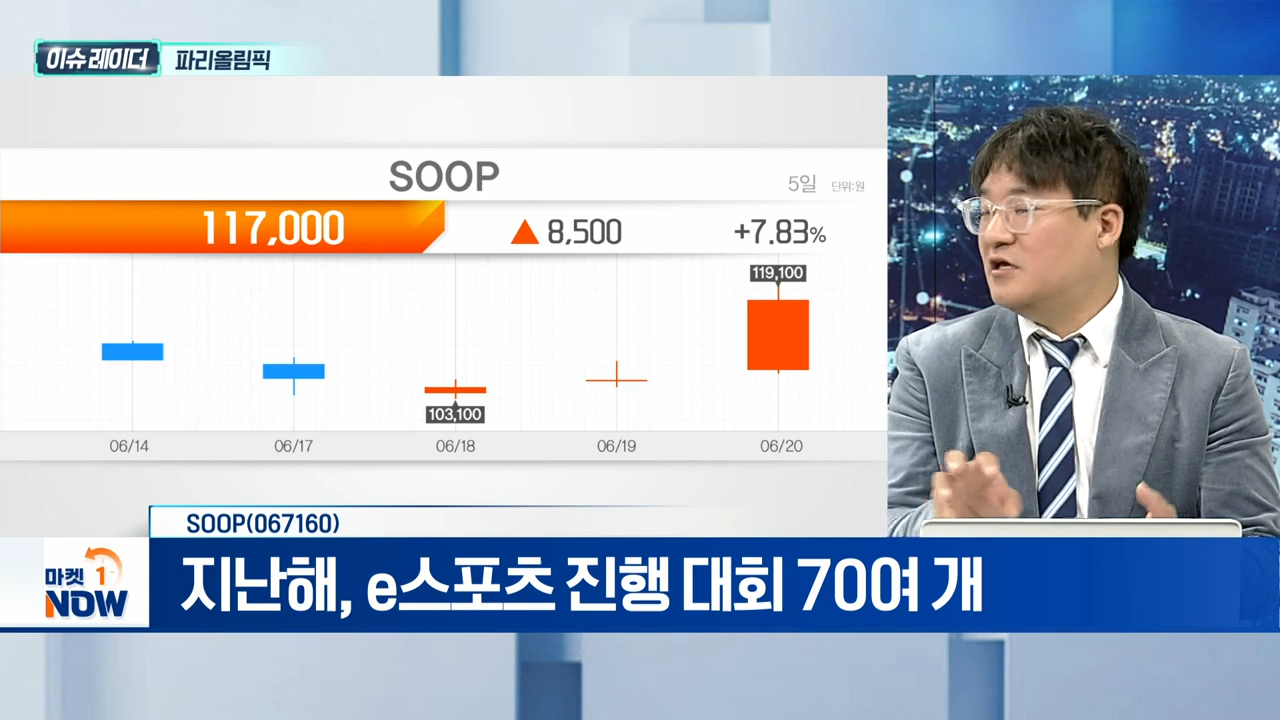 이슈 레이더 파리올림픽
SOOP
5일 단위:원
117,000 ▲ 8,500 +7.83%
119,100
103,100
06/14 06/17 06/18 06/19 06/20
SOOP(067160)
마켓 1
NOW
지난해, e스포츠 진행 대회 70여 개